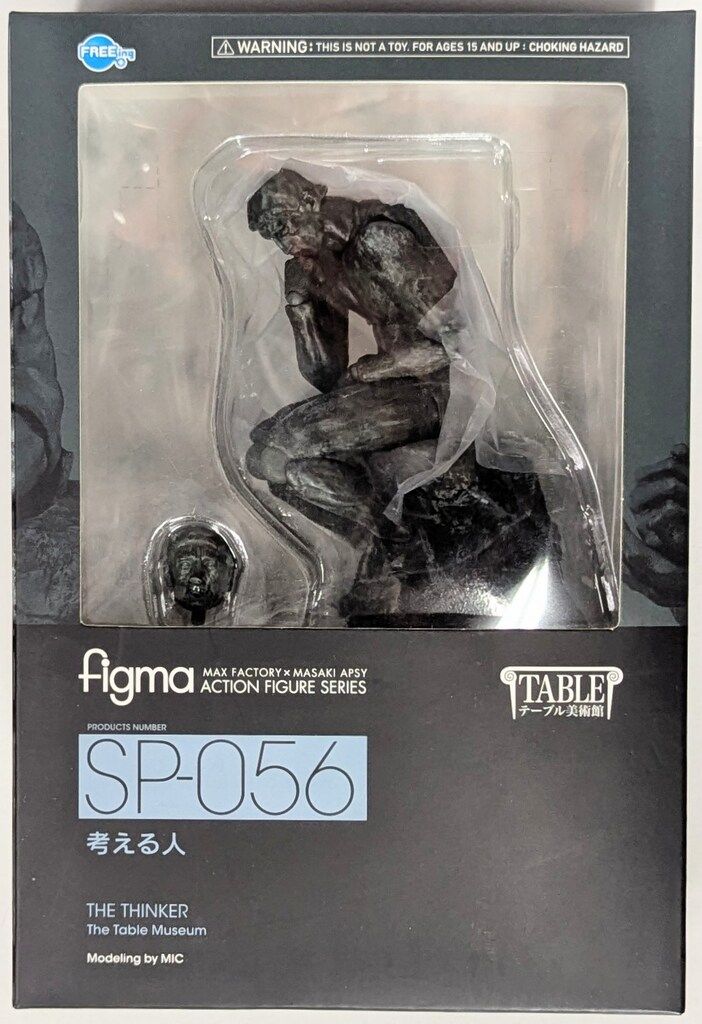 FREEing
⚠ WARNING: THIS IS NOT A TOY. FOR AGES 15 AND UP : CHOKING HAZARD
figma MAX FACTORY × MASAKI APSY
ACTION FIGURE SERIES
TABLE
テーブル美術館
PRODUCTS NUMBER
SP-056
考える人
THE THINKER
The Table Museum
Modeling by MIC